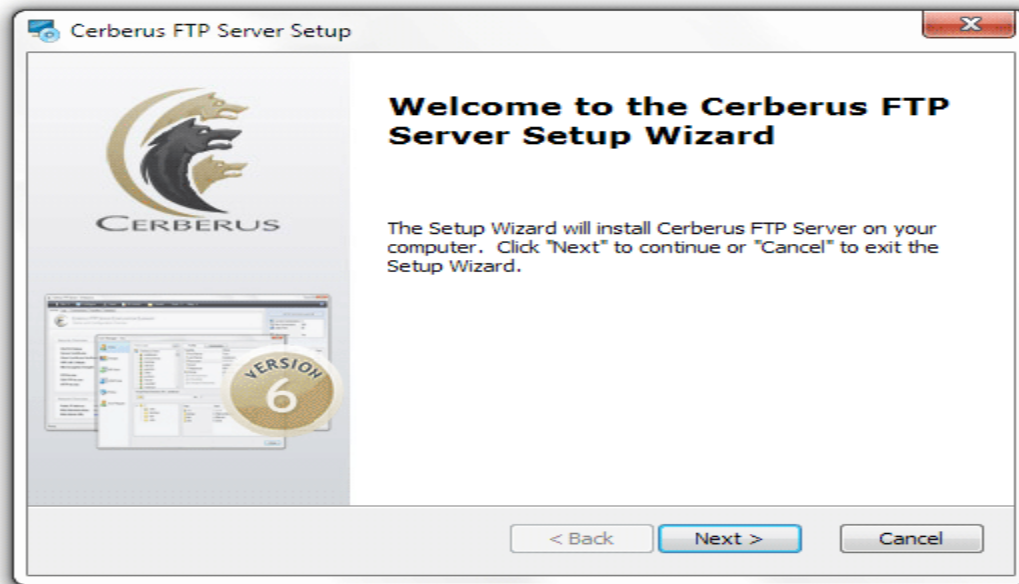 Cerberus FTP Server Setup
Welcome to the Cerberus FTP
Server Setup Wizard
CERBERUS
The Setup Wizard will install Cerberus FTP Server on your
computer. Click "Next" to continue or "Cancel" to exit the
Setup Wizard.
VERSION
6
< Back
Next >
Cancel